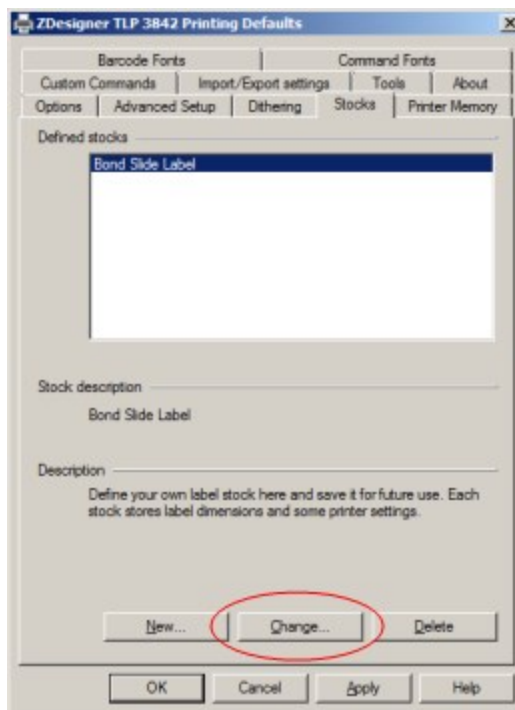 ZDesigner TLP 3842 Printing Defaults
Barcode Fonts Command Fonts
Custom Commands Import/Export settings Tools About
Options Advanced Setup Dithering Stocks Printer Memory
Defined stocks
Bond Slide Label
Stock description
Bond Slide Label
Description
Define your own label stock here and save it for future use. Each
stock stores label dimensions and some printer settings.
New... Change... Delete
OK Cancel Apply Help